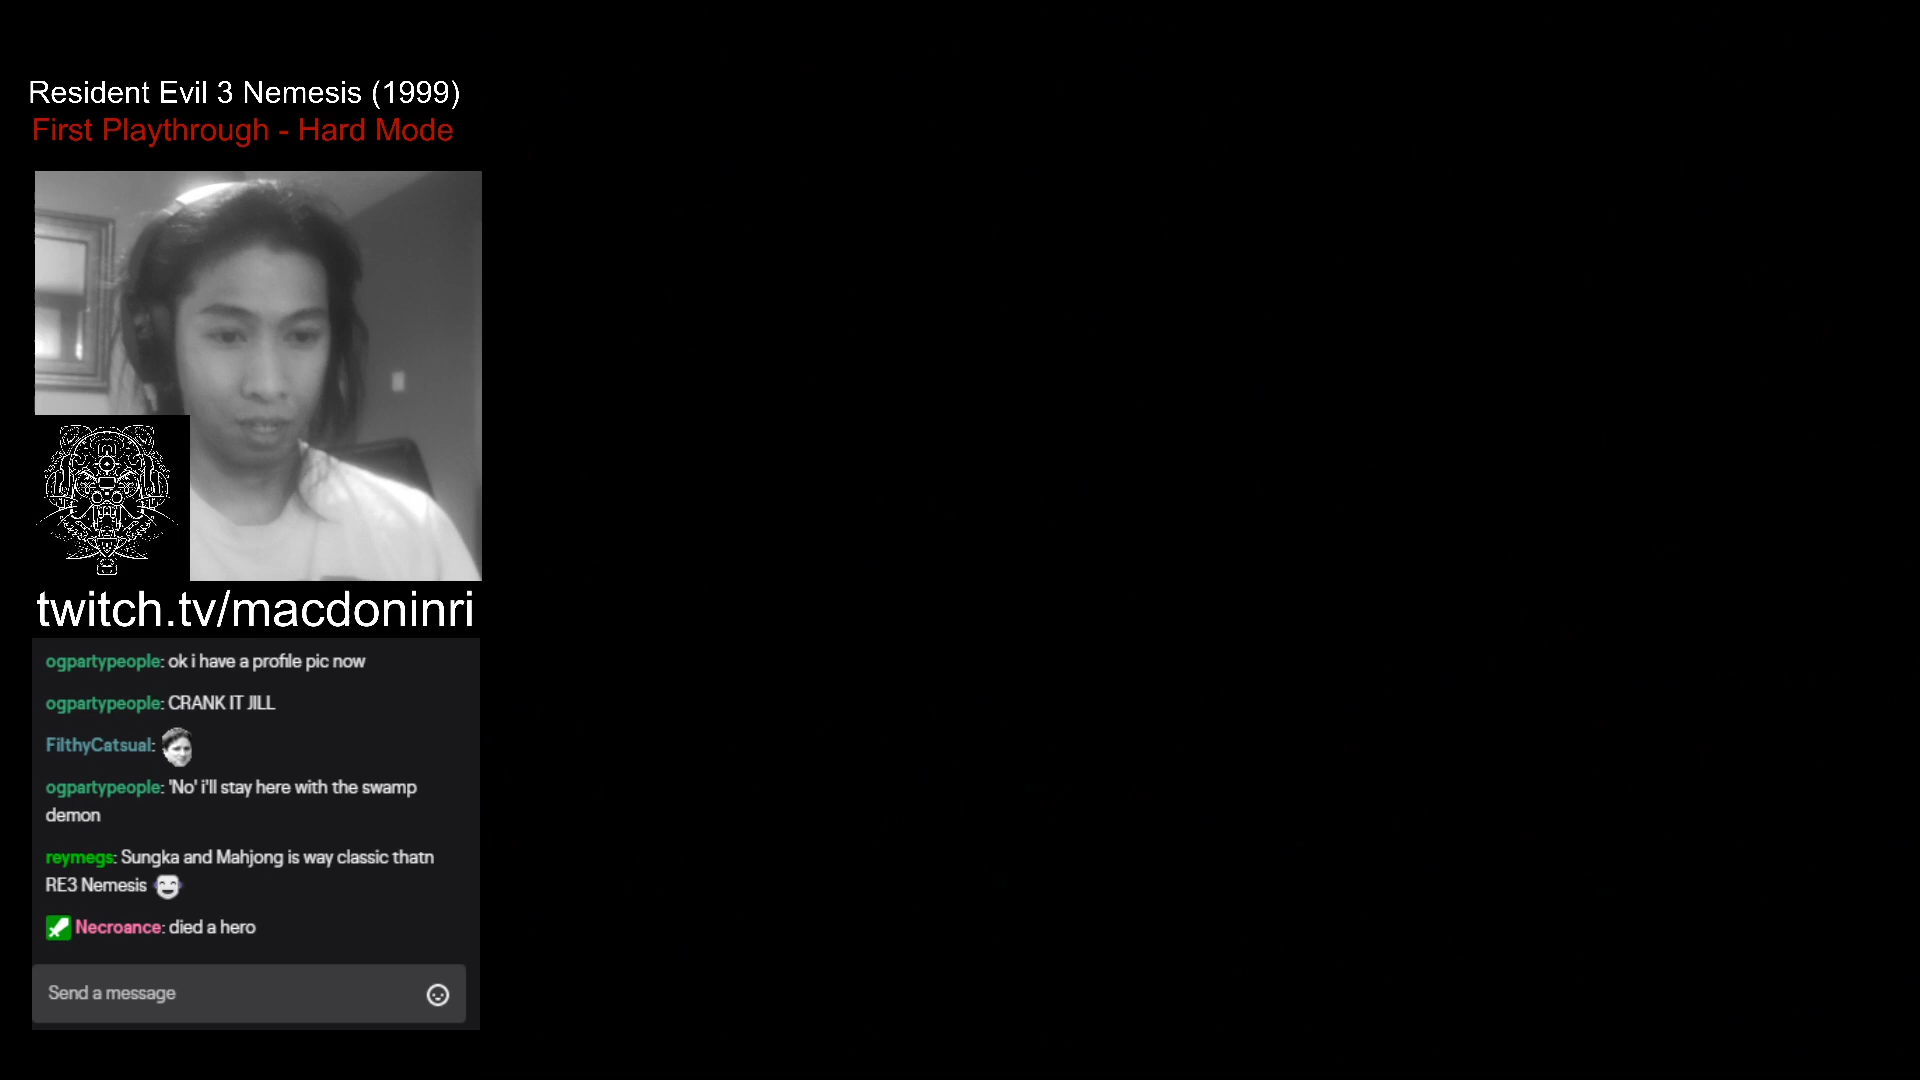 Resident Evil 3 Nemesis (1999)
First Playthrough - Hard Mode
twitch.tv/macdoninri
ogpartypeople: ok i have a profile pic now
ogpartypeople: CRANK IT JILL
FilthyCatsual:
ogpartypeople: 'No' i'll stay here with the swamp
demon
reymegs: Sungka and Mahjong is way classic thatn
RE3 Nemesis
Necroance: died a hero
Send a message